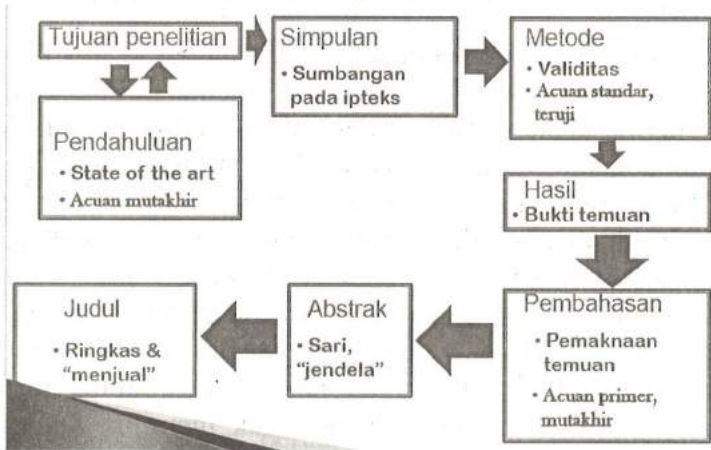 Tujuan penelitian
Pendahuluan
• State of the art
• Acuan mutakhir
Simpulan
• Sumbangan
pada ipteks
Metode
• Validitas
• Acuan standar,
teruji
Hasil
• Bukti temuan
Pembahasan
• Pemaknaan
temuan
• Acuan primer,
mutakhir
Abstrak
• Sari,
"jendela"
Judul
• Ringkas &
"menjual"